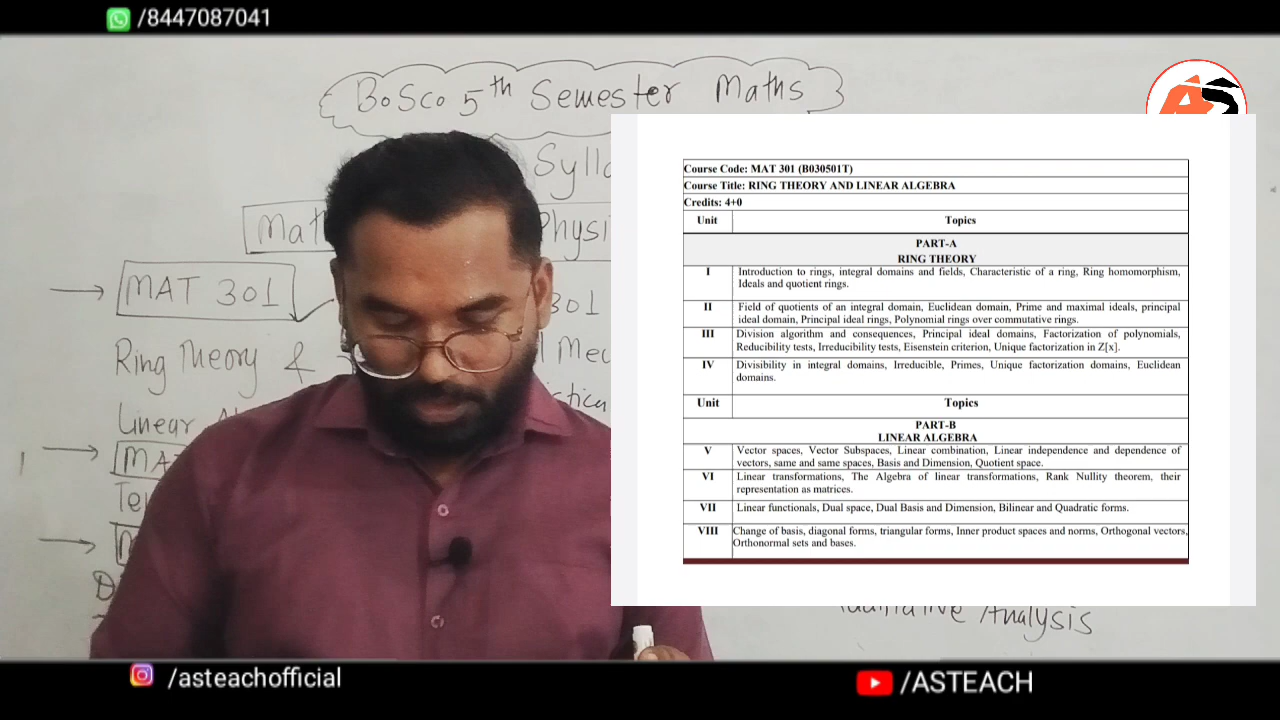 /8447087041
BoSco 5th Semester Maths
AS
Sylla
Math
Physi
MAT 301
301
Ring Theory &
l Mec
Linear
MAT
Qualitative Analysis
Course Code: MAT 301 (B030501T)
Course Title: RING THEORY AND LINEAR ALGEBRA
Credits: 4+0
Unit Topics
PART-A
RING THEORY
I Introduction to rings, integral domains and fields, Characteristic of a ring, Ring homomorphism,
Ideals and quotient rings.
II Field of quotients of an integral domain, Euclidean domain, Prime and maximal ideals, principal
ideal domain, Principal ideal rings, Polynomial rings over commutative rings.
III Division algorithm and consequences, Principal ideal domains, Factorization of polynomials,
Reducibility tests, Irreducibility tests, Eisenstein criterion, Unique factorization in Z[x].
IV Divisibility in integral domains, Irreducible, Primes, Unique factorization domains, Euclidean
domains.
Unit Topics
PART-B
LINEAR ALGEBRA
V Vector spaces, Vector Subspaces, Linear combination, Linear independence and dependence of
vectors, same and same spaces, Basis and Dimension, Quotient space.
VI Linear transformations, The Algebra of linear transformations, Rank Nullity theorem, their
representation as matrices.
VII Linear functionals, Dual space, Dual Basis and Dimension, Bilinear and Quadratic forms.
VIII Change of basis, diagonal forms, triangular forms, Inner product spaces and norms, Orthogonal vectors,
Orthonormal sets and bases.
/asteachofficial
/ASTEACH